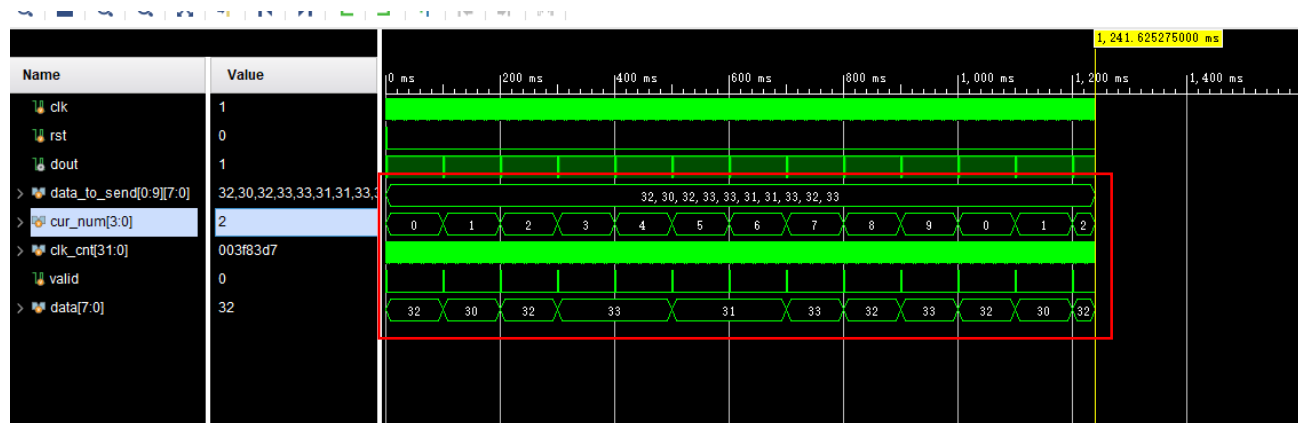 1,241.625275000 ms
Name Value 0 ms 200 ms 400 ms 600 ms 800 ms 1,000 ms 1,200 ms 1,400 ms
clk 1
rst 0
dout 1
> data_to_send[0:9][7:0] 32,30,32,33,33,31,31,33, 32, 30, 32, 33, 33, 31, 31, 33, 32, 33
> cur_num[3:0] 2 0 1 2 3 4 5 6 7 8 9 0 1 2
> clk_cnt[31:0] 003f83d7
valid 0
> data[7:0] 32 32 30 32 33 31 33 32 33 32 30 32